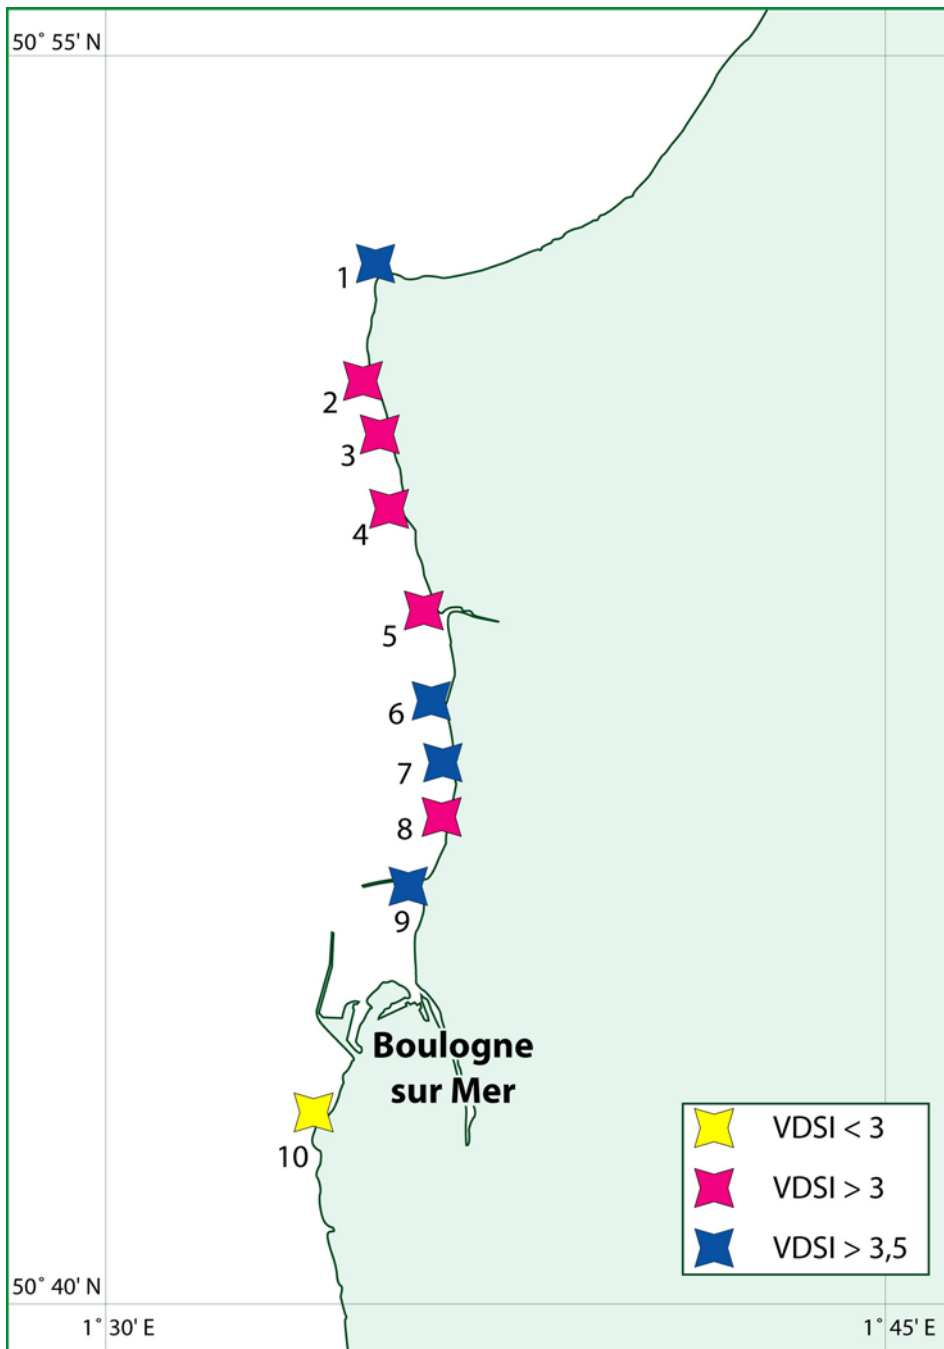 50° 55' N
1
2
3
4
5
6
7
8
9
Boulogne
sur Mer
10
VDSI < 3
VDSI > 3
VDSI > 3,5
50° 40' N
1° 30' E
1° 45' E